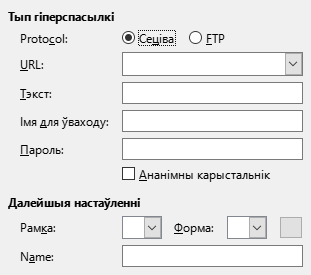 Тып гіперспасылкі
Protocol: Сеціва FTP
URL:
Тэкст:
Імя для ўваходу:
Пароль:
Ананімны карыстальнік
Далейшыя настаўленні
Рамка: Форма:
Name: